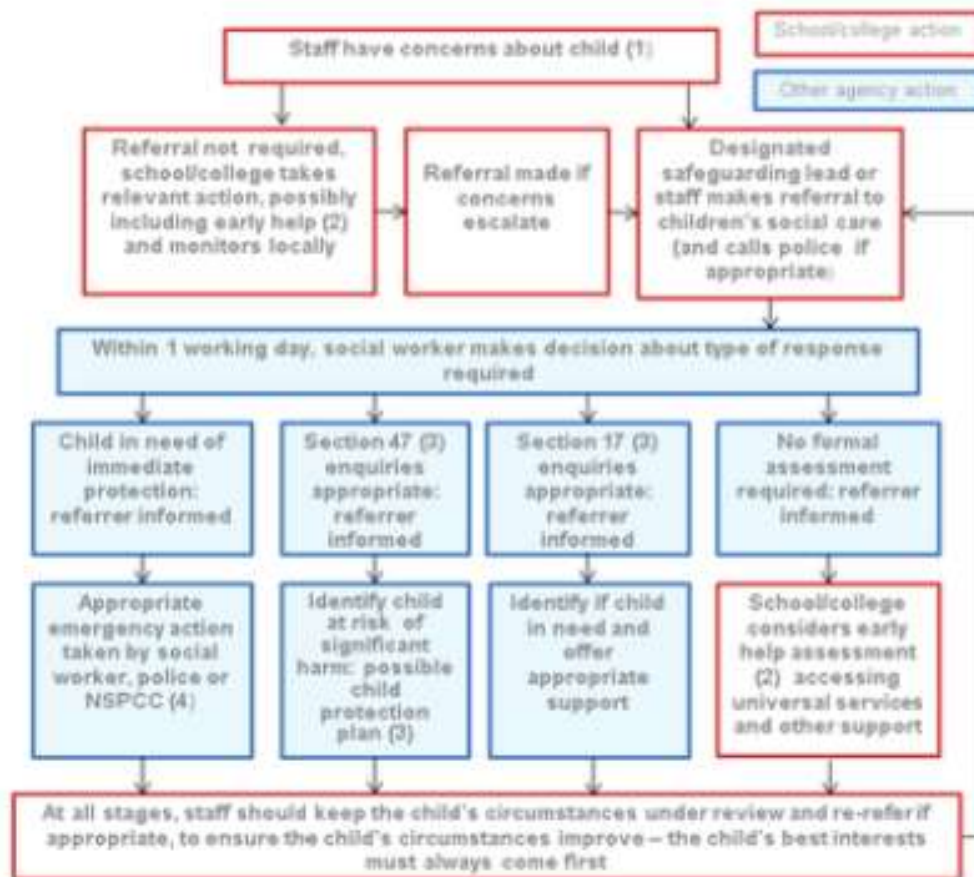 School/college action
Other agency action
Staff have concerns about child (1)
Referral not required,
school/college takes
relevant action, possibly
including early help (2)
and monitors locally
Referral made if
concerns
escalate
Designated
safeguarding lead or
staff makes referral to
children's social care
(and calls police if
appropriate)
Within 1 working day, social worker makes decision about type of response
required
Child in need of
immediate
protection:
referrer informed
Section 47 (3)
enquiries
appropriate:
referrer
informed
Section 17 (3)
enquiries
appropriate:
referrer
informed
No formal
assessment
required: referrer
informed
Appropriate
emergency action
taken by social
worker, police or
NSPCC (4)
Identify child
at risk of
significant
harm: possible
child
protection
plan (3)
Identify if child
in need and
offer
appropriate
support
School/college
considers early
help assessment
(2) accessing
universal services
and other support
At all stages, staff should keep the child's circumstances under review and re-refer if
appropriate, to ensure the child's circumstances improve – the child's best interests
must always come first